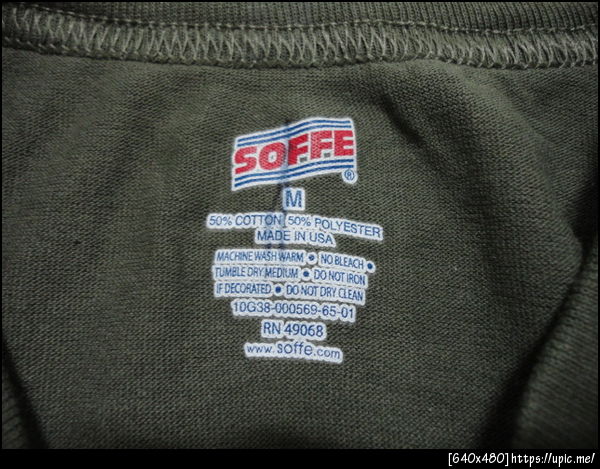 SOFFE
®
M
50% COTTON 50% POLYESTER
MADE IN USA
MACHINE WASH WARM • NO BLEACH •
TUMBLE DRY MEDIUM • DO NOT IRON
IF DECORATED • DO NOT DRY CLEAN
10G38-000569-65-01
RN 49068
www.soffe.com
[640x480]https://upic.me/